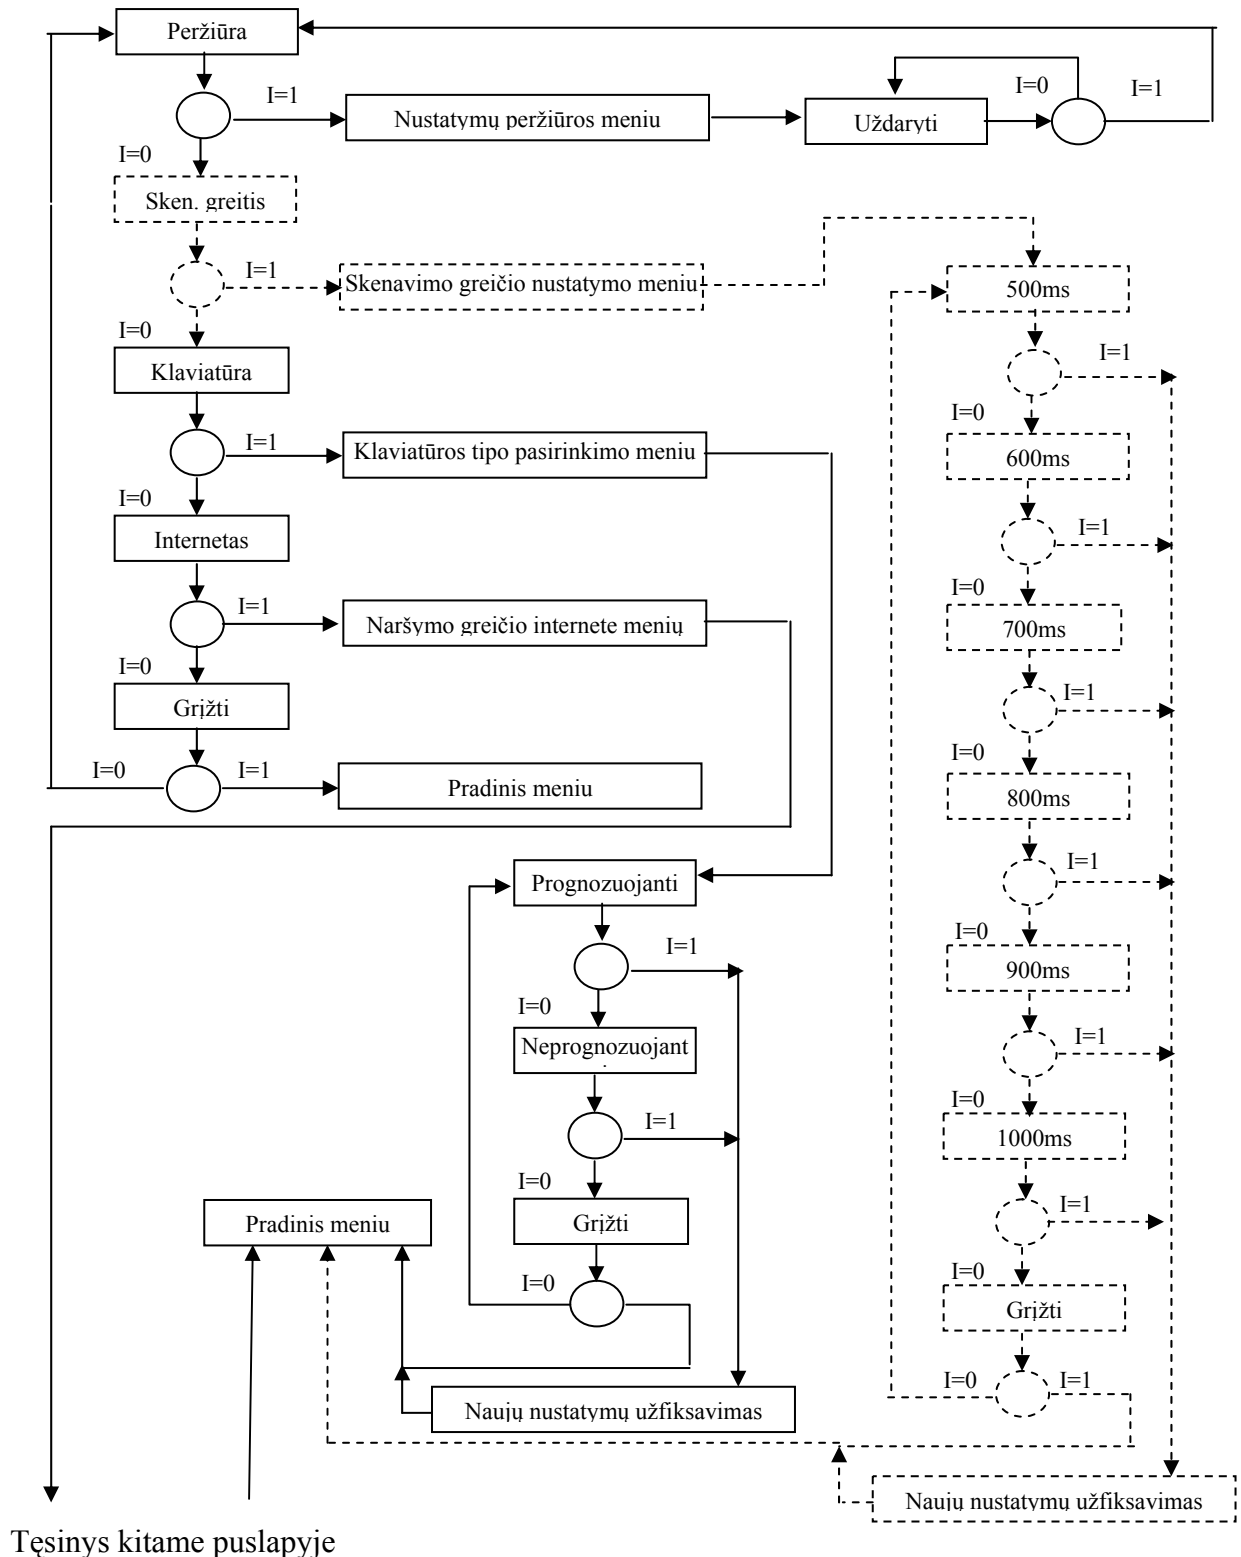 Peržiūra
I=1
Nustatymų peržiūros meniu
Uždaryti
I=0
I=1
I=0
Sken. greitis
I=1
Skenavimo greičio nustatymo meniu
500ms
I=0
I=1
Klaviatūra
I=0
I=1
Klaviatūros tipo pasirinkimo meniu
600ms
I=0
I=1
Internetas
I=0
I=1
Naršymo greičio internete menių
700ms
I=0
I=1
Grįžti
I=0
I=0
I=1
Pradinis meniu
800ms
I=1
Prognozuojanti
I=0
I=1
900ms
I=0
I=1
Neprognozuojant
I=0
I=1
1000ms
I=0
I=1
Pradinis meniu
Grįžti
I=0
I=0
Grįžti
I=0
I=1
Naujų nustatymų užfiksavimas
Naujų nustatymų užfiksavimas
Tęsinys kitame puslapyje